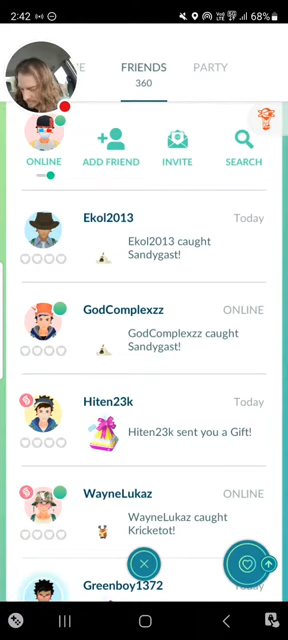 2:42
68%
FRIENDS
PARTY
360
ONLINE
ADD FRIEND
INVITE
SEARCH
Ekol2013
Today
Ekol2013 caught
Sandygast!
GodComplexzz
ONLINE
GodComplexzz caught
Sandygast!
Hiten23k
Today
Hiten23k sent you a Gift!
WayneLukaz
ONLINE
WayneLukaz caught
Kricketot!
Greenboy1372